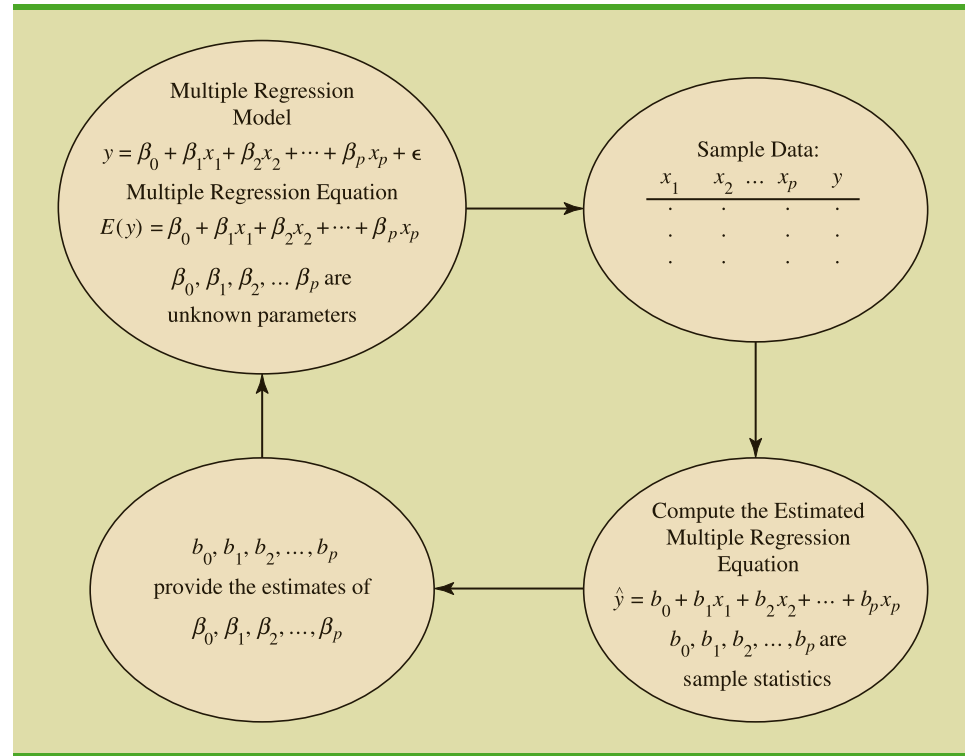 Multiple Regression
Model
y = β₀ + β₁x₁ + β₂x₂ + ⋯ + βₚxₚ + ϵ
Multiple Regression Equation
E(y) = β₀ + β₁x₁ + β₂x₂ + ⋯ + βₚxₚ
β₀, β₁, β₂, … βₚ are
unknown parameters
Sample Data:
x₁ x₂ … xₚ y
. . . .
. . . .
. . . .
Compute the Estimated
Multiple Regression
Equation
ŷ = b₀ + b₁x₁ + b₂x₂ + ⋯ + bₚxₚ
b₀, b₁, b₂, … , bₚ are
sample statistics
b₀, b₁, b₂, …, bₚ
provide the estimates of
β₀, β₁, β₂, …, βₚ